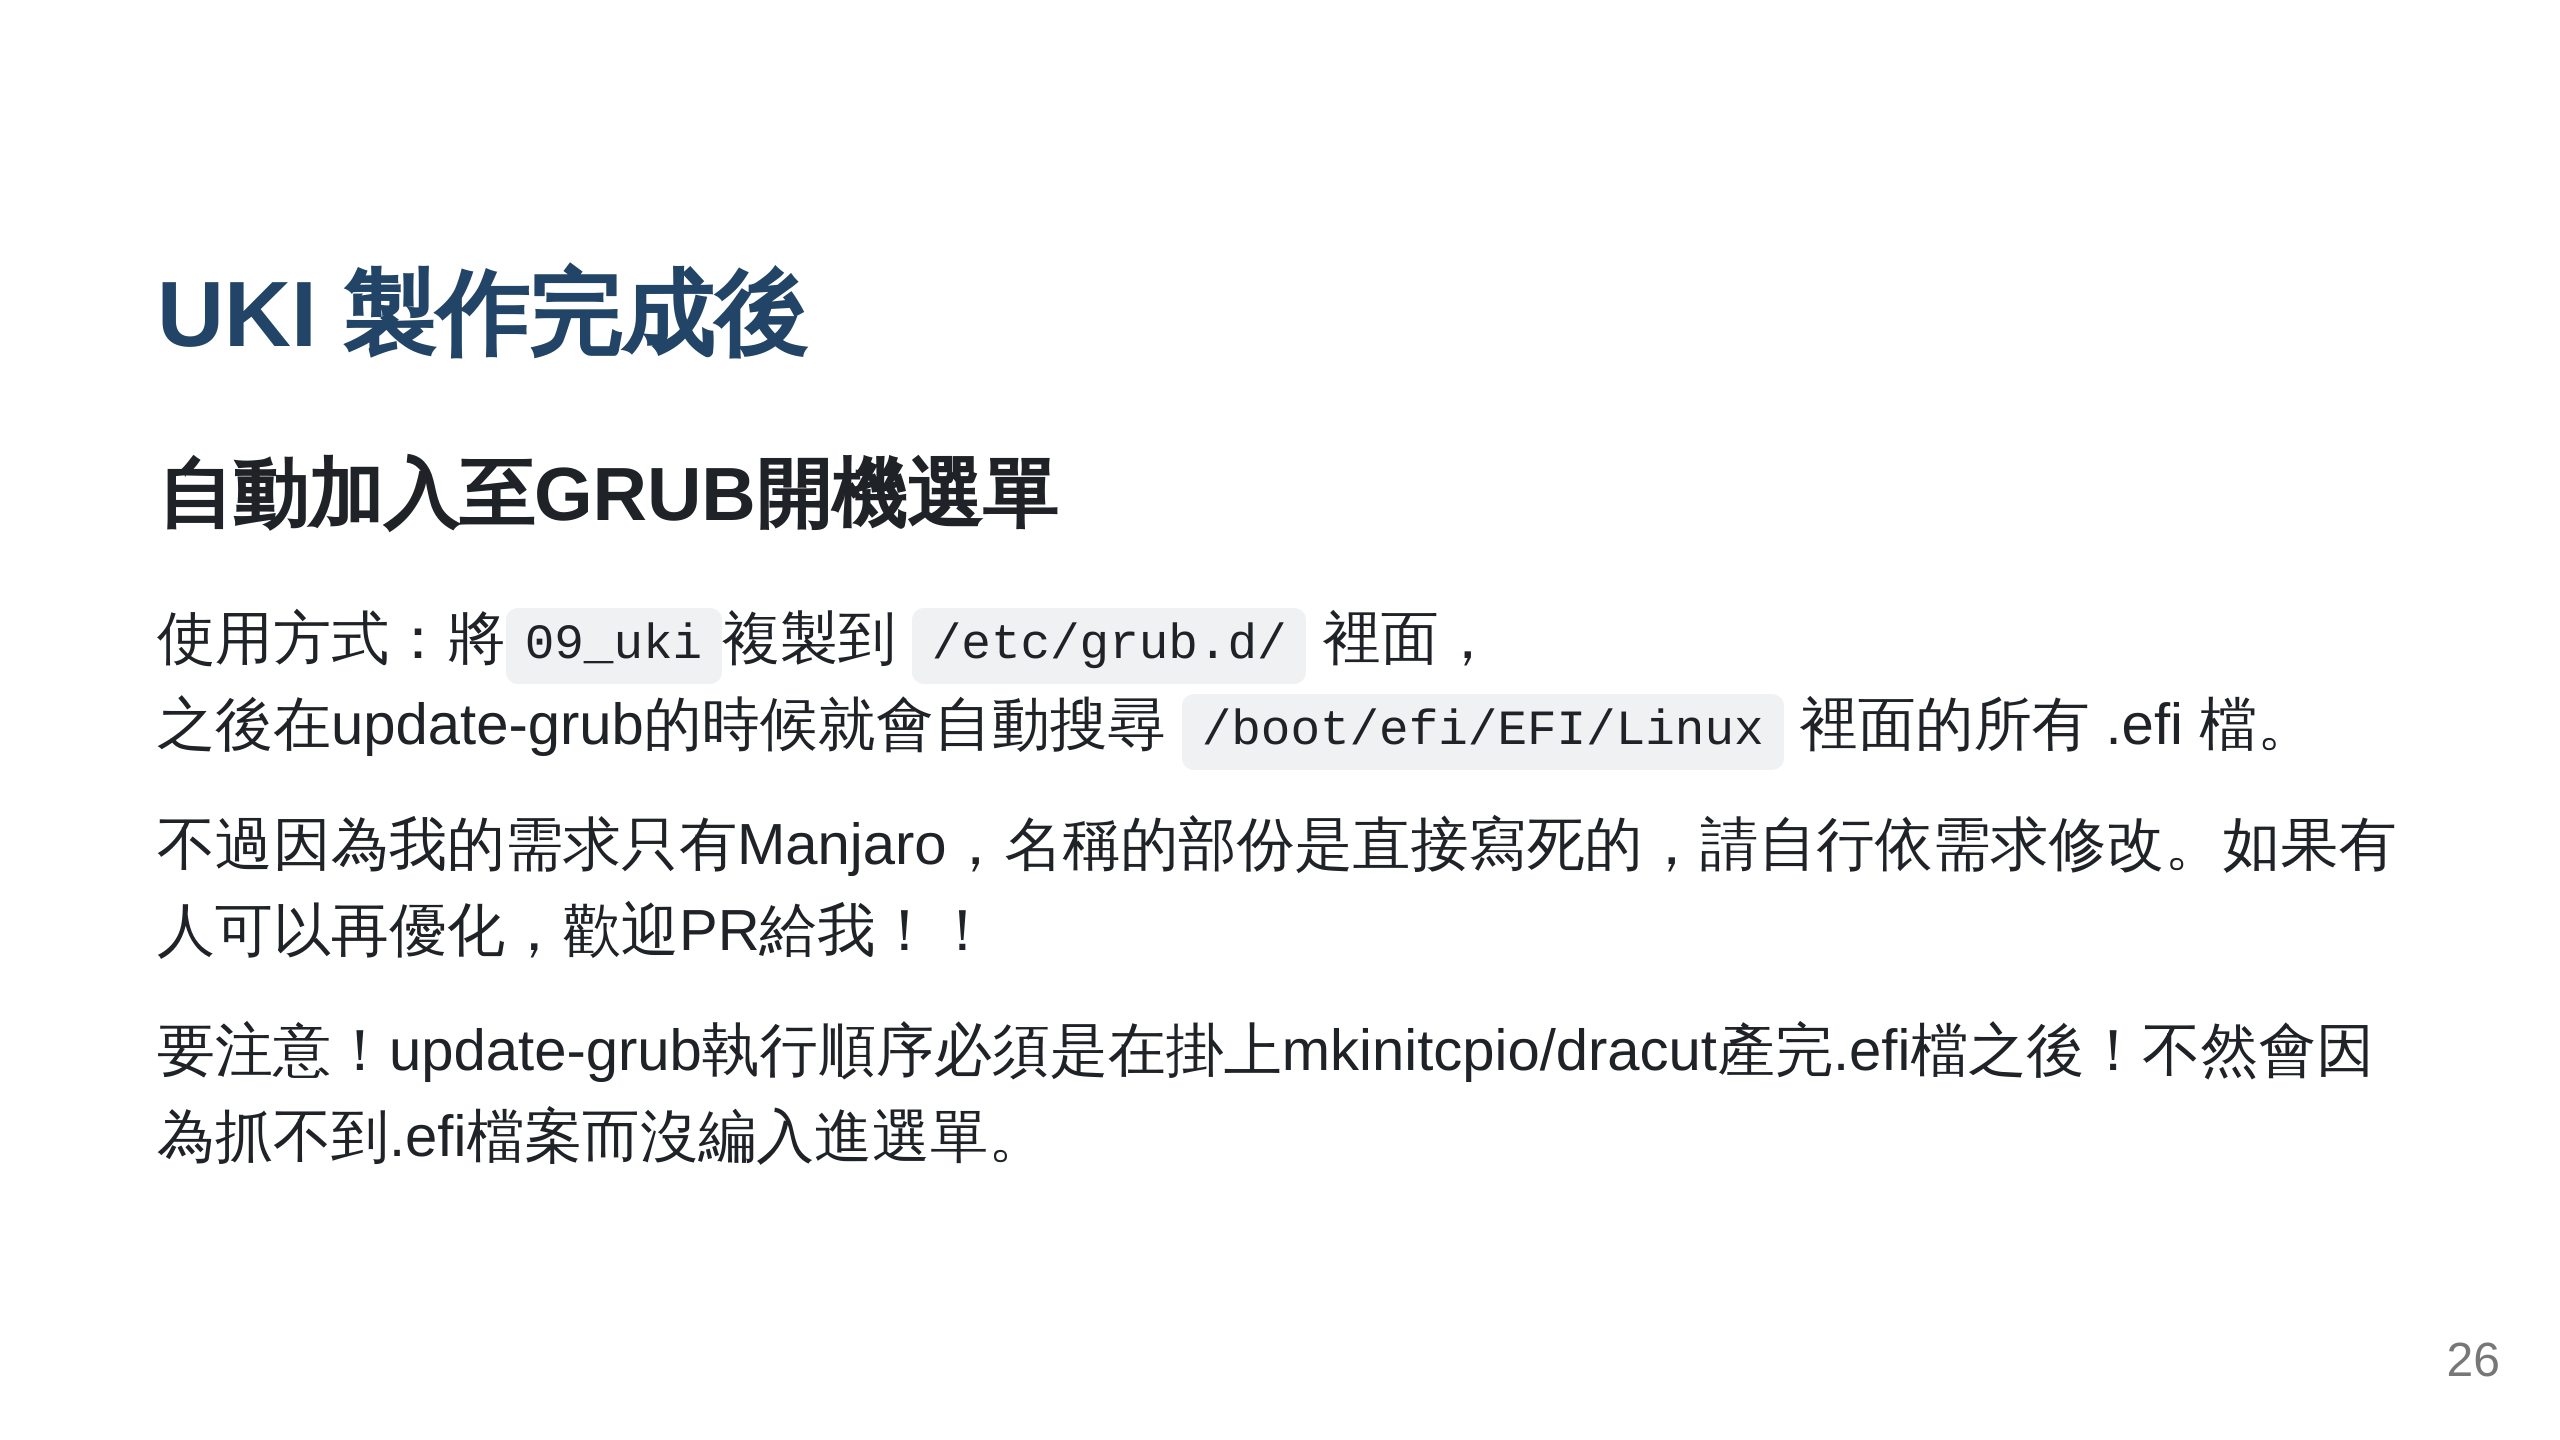 UKI 製作完成後
自動加入至GRUB開機選單
使用方式：將09_uki複製到 /etc/grub.d/ 裡面，
之後在update-grub的時候就會自動搜尋 /boot/efi/EFI/Linux 裡面的所有 .efi 檔。
不過因為我的需求只有Manjaro，名稱的部份是直接寫死的，請自行依需求修改。如果有
人可以再優化，歡迎PR給我！！
要注意！update-grub執行順序必須是在掛上mkinitcpio/dracut產完.efi檔之後！不然會因
為抓不到.efi檔案而沒編入進選單。
26